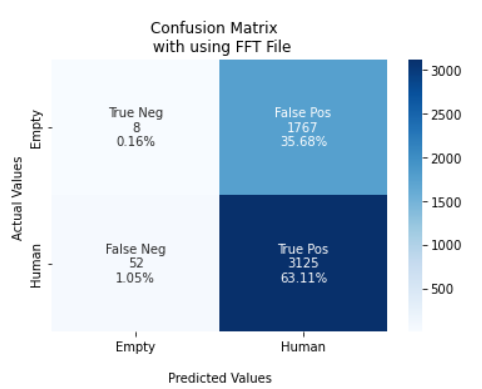 Confusion Matrix
with using FFT File
True Neg
8
0.16%
False Pos
1767
35.68%
False Neg
52
1.05%
True Pos
3125
63.11%
Empty
Human
Actual Values
Empty
Human
Predicted Values
3000
2500
2000
1500
1000
500